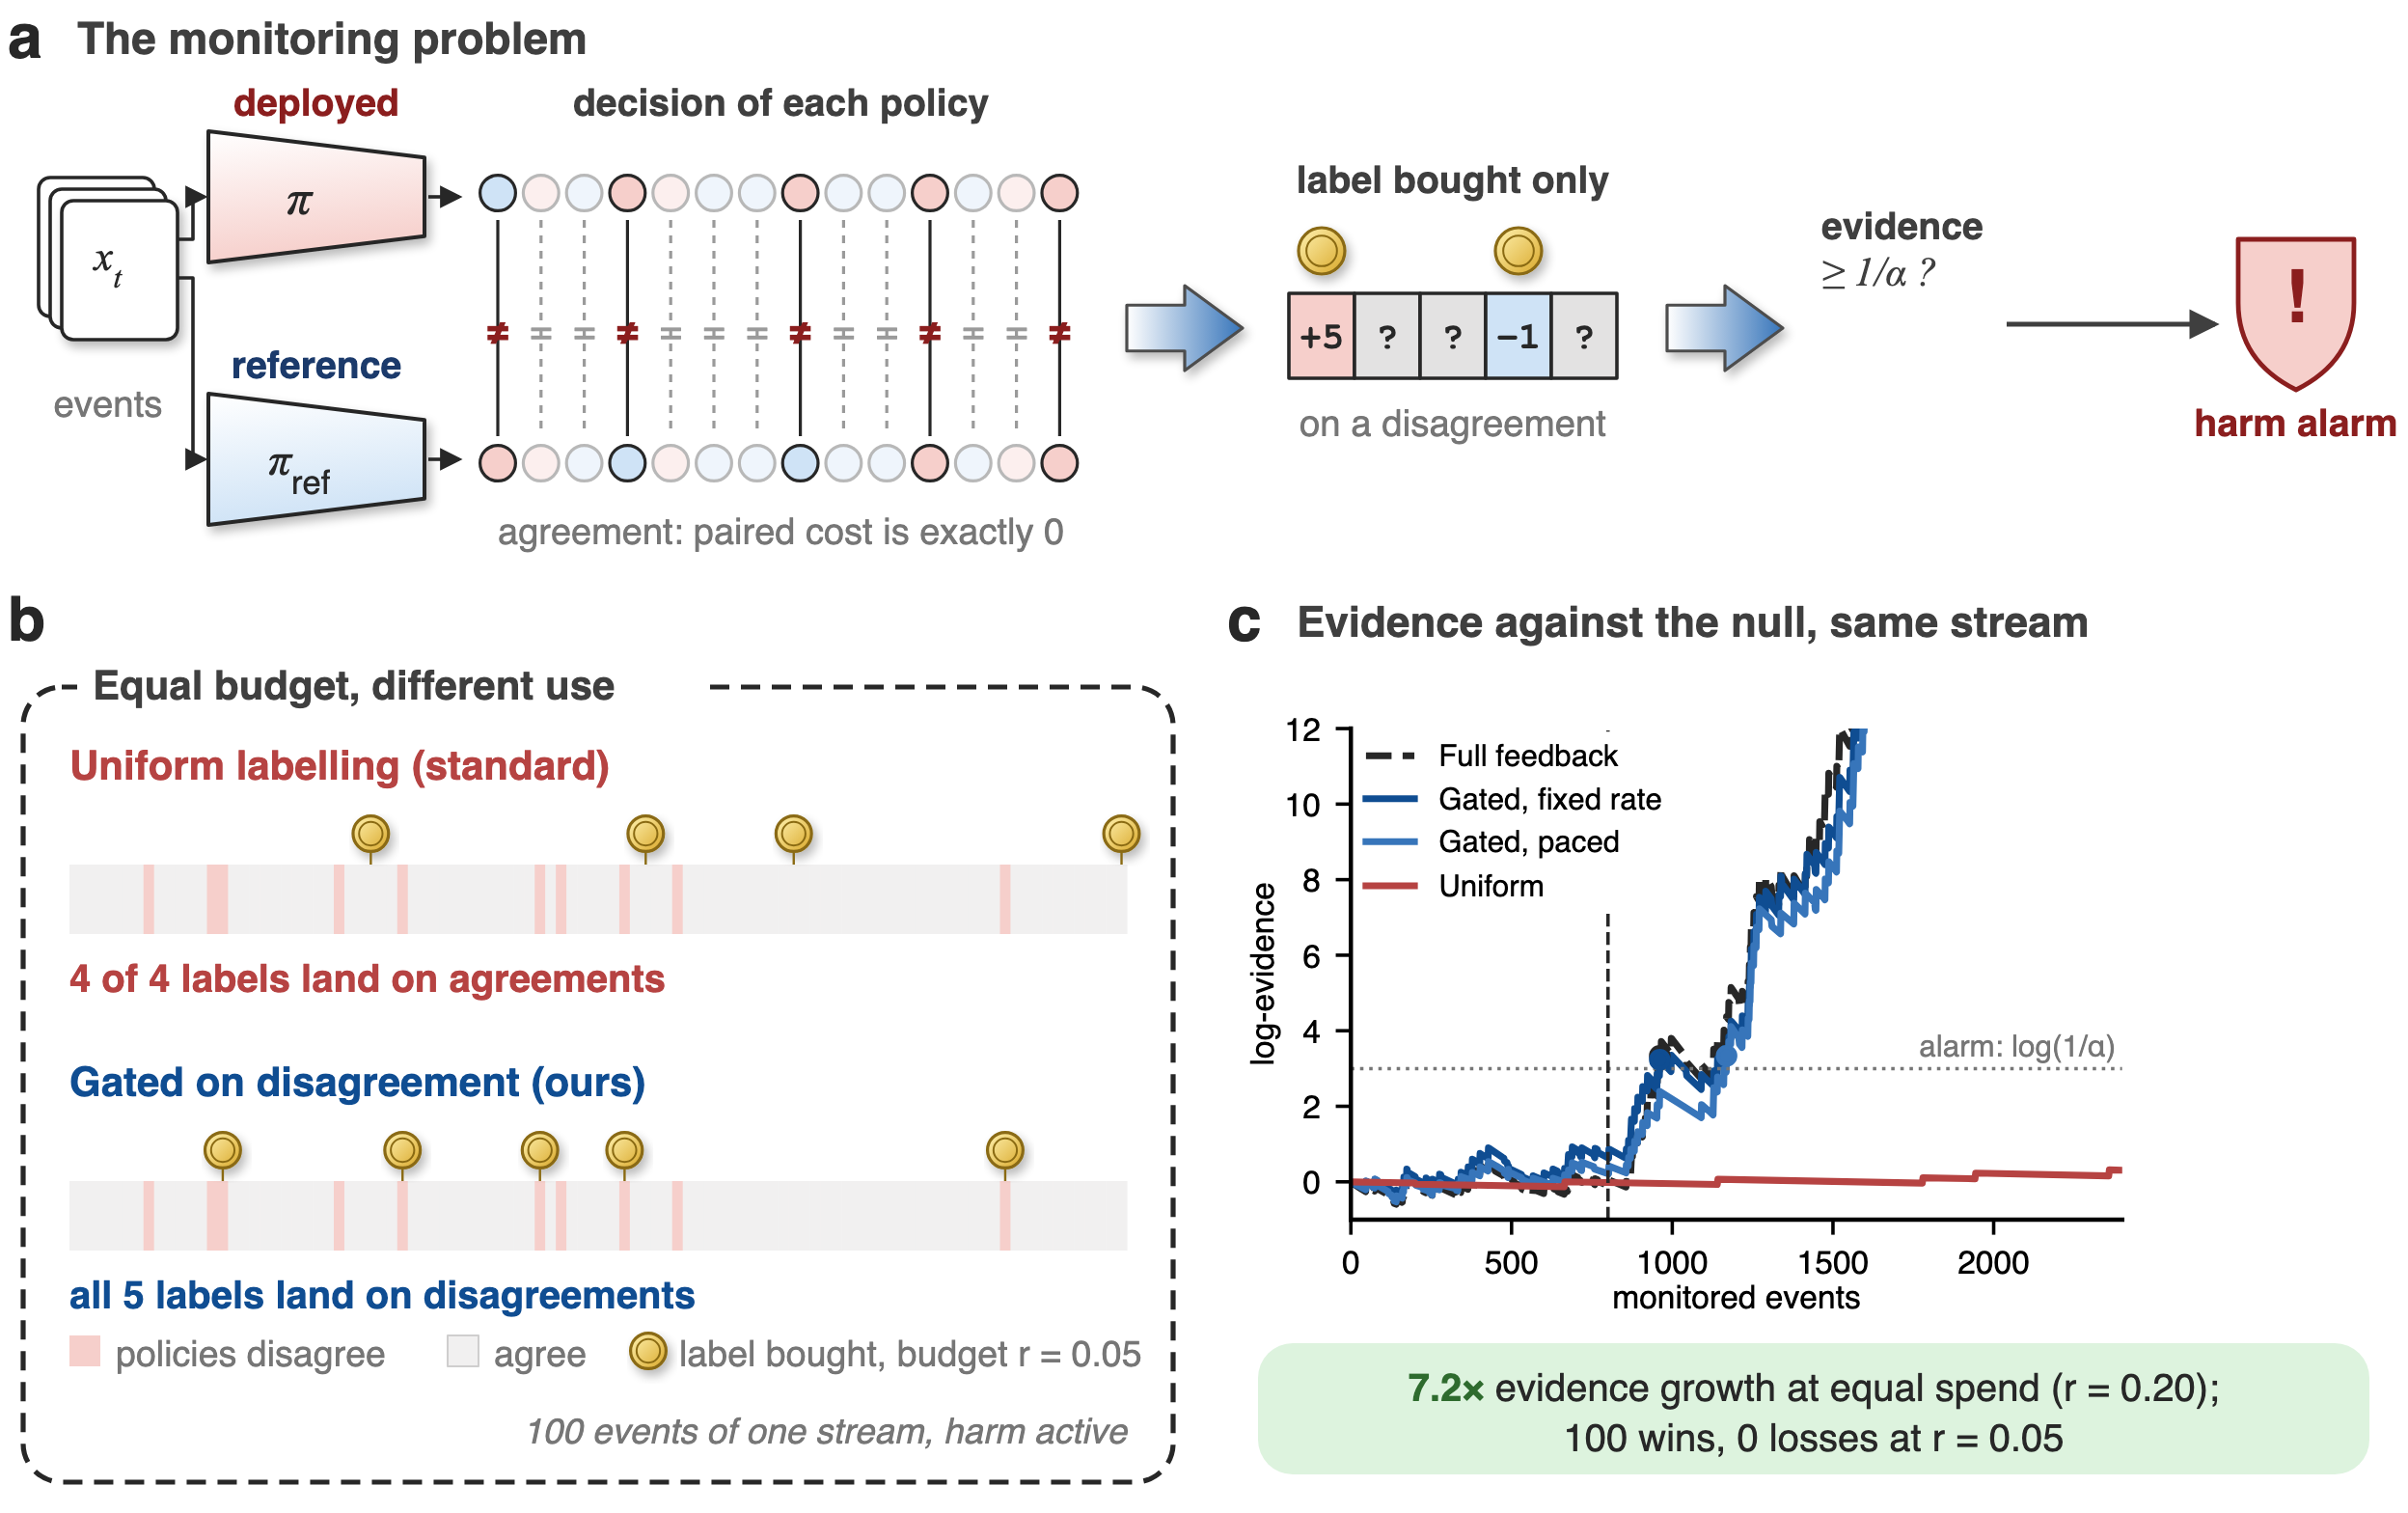 a The monitoring problem
deployed
decision of each policy
π
x_t
events
reference
π_ref
≠ = = ≠ = = = ≠ = = ≠ = = ≠
agreement: paired cost is exactly 0
label bought only
+5 ? ? −1 ?
on a disagreement
evidence
≥ 1/α ?
!
harm alarm
b
Equal budget, different use
Uniform labelling (standard)
4 of 4 labels land on agreements
Gated on disagreement (ours)
all 5 labels land on disagreements
policies disagree
agree
label bought, budget r = 0.05
100 events of one stream, harm active
c Evidence against the null, same stream
log-evidence
12
10
8
6
4
2
0
Full feedback
Gated, fixed rate
Gated, paced
Uniform
alarm: log(1/α)
0 500 1000 1500 2000
monitored events
7.2× evidence growth at equal spend (r = 0.20);
100 wins, 0 losses at r = 0.05